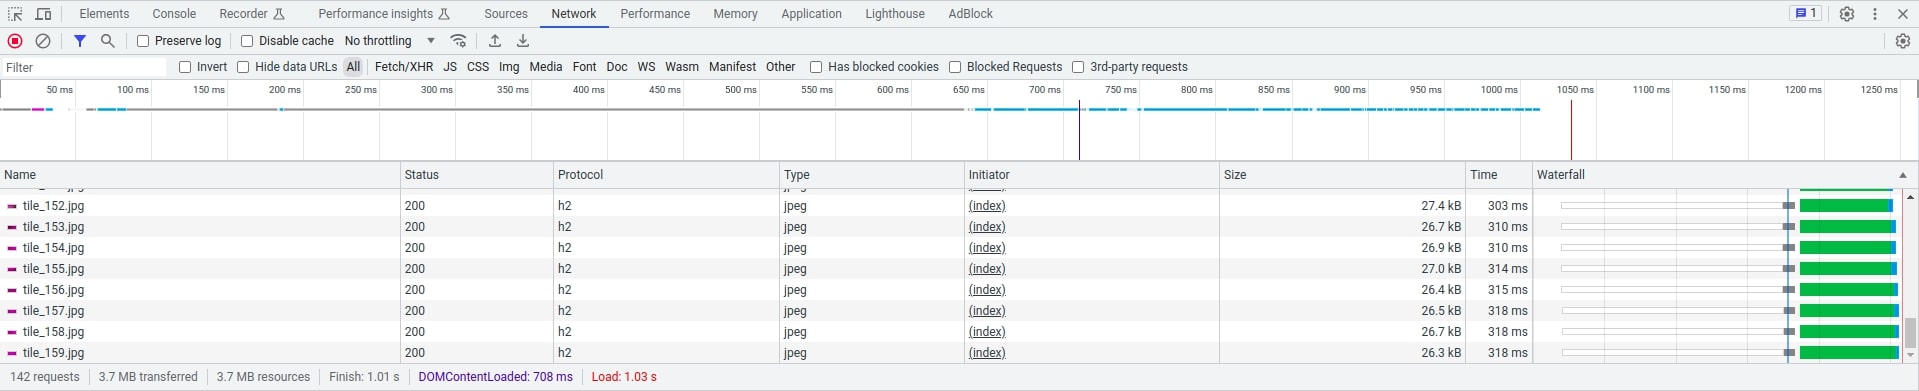 Elements Console Recorder Performance insights Sources Network Performance Memory Application Lighthouse AdBlock 1
Preserve log Disable cache No throttling
Filter Invert Hide data URLs All Fetch/XHR JS CSS Img Media Font Doc WS Wasm Manifest Other Has blocked cookies Blocked Requests 3rd-party requests
50 ms 100 ms 150 ms 200 ms 250 ms 300 ms 350 ms 400 ms 450 ms 500 ms 550 ms 600 ms 650 ms 700 ms 750 ms 800 ms 850 ms 900 ms 950 ms 1000 ms 1050 ms 1100 ms 1150 ms 1200 ms 1250 ms
Name Status Protocol Type Initiator Size Time Waterfall
tile_152.jpg 200 h2 jpeg (index) 27.4 kB 303 ms
tile_153.jpg 200 h2 jpeg (index) 26.7 kB 310 ms
tile_154.jpg 200 h2 jpeg (index) 26.9 kB 310 ms
tile_155.jpg 200 h2 jpeg (index) 27.0 kB 314 ms
tile_156.jpg 200 h2 jpeg (index) 26.4 kB 315 ms
tile_157.jpg 200 h2 jpeg (index) 26.5 kB 318 ms
tile_158.jpg 200 h2 jpeg (index) 26.7 kB 318 ms
tile_159.jpg 200 h2 jpeg (index) 26.3 kB 318 ms
142 requests 3.7 MB transferred 3.7 MB resources Finish: 1.01 s DOMContentLoaded: 708 ms Load: 1.03 s